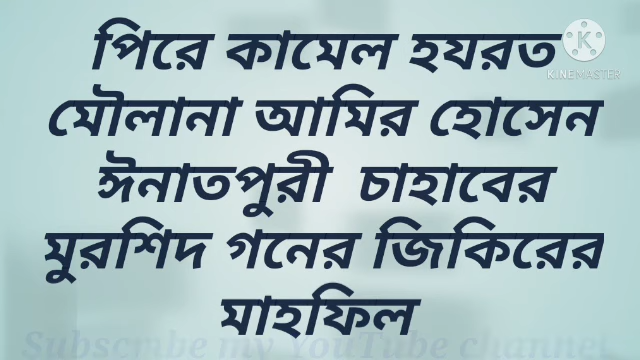 পিরে কামেল হযরত
মৌলানা আমির হোসেন
ঈনাতপুরী চাহাবের
মুরশিদ গনের জিকিরের
মাহফিল
Subscribe my YouTube channel
K
KINEMASTER